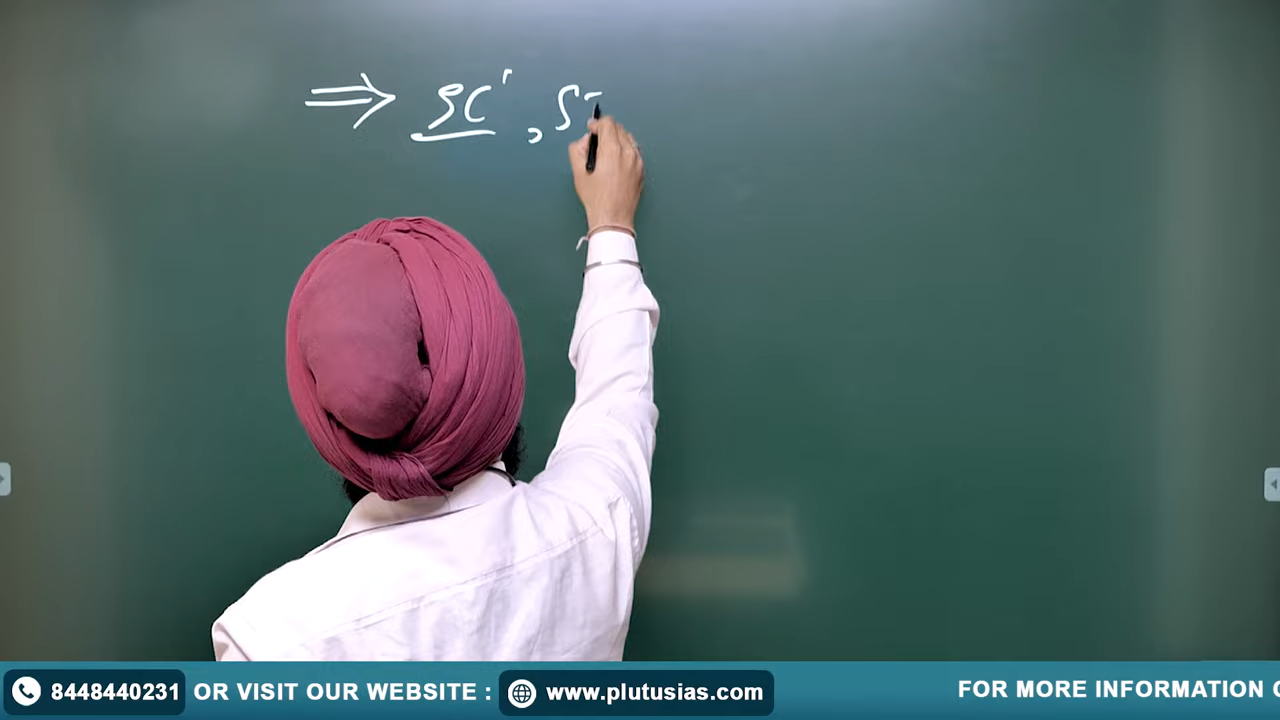 ⇒ SC', S
8448440231 OR VISIT OUR WEBSITE : www.plutusias.com FOR MORE INFORMATION